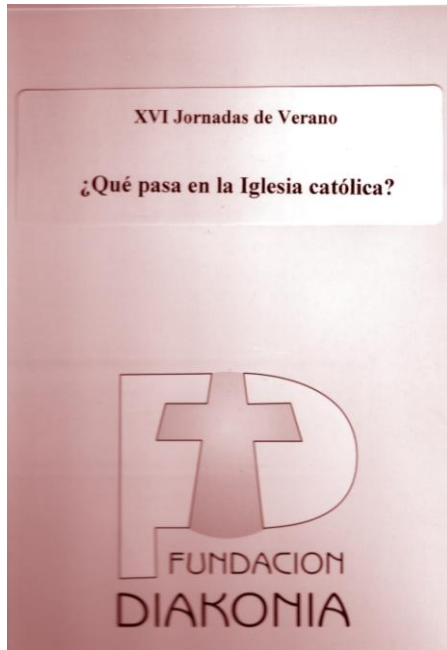 XVI Jornadas de Verano
¿Qué pasa en la Iglesia católica?
FUNDACION
DIAKONIA